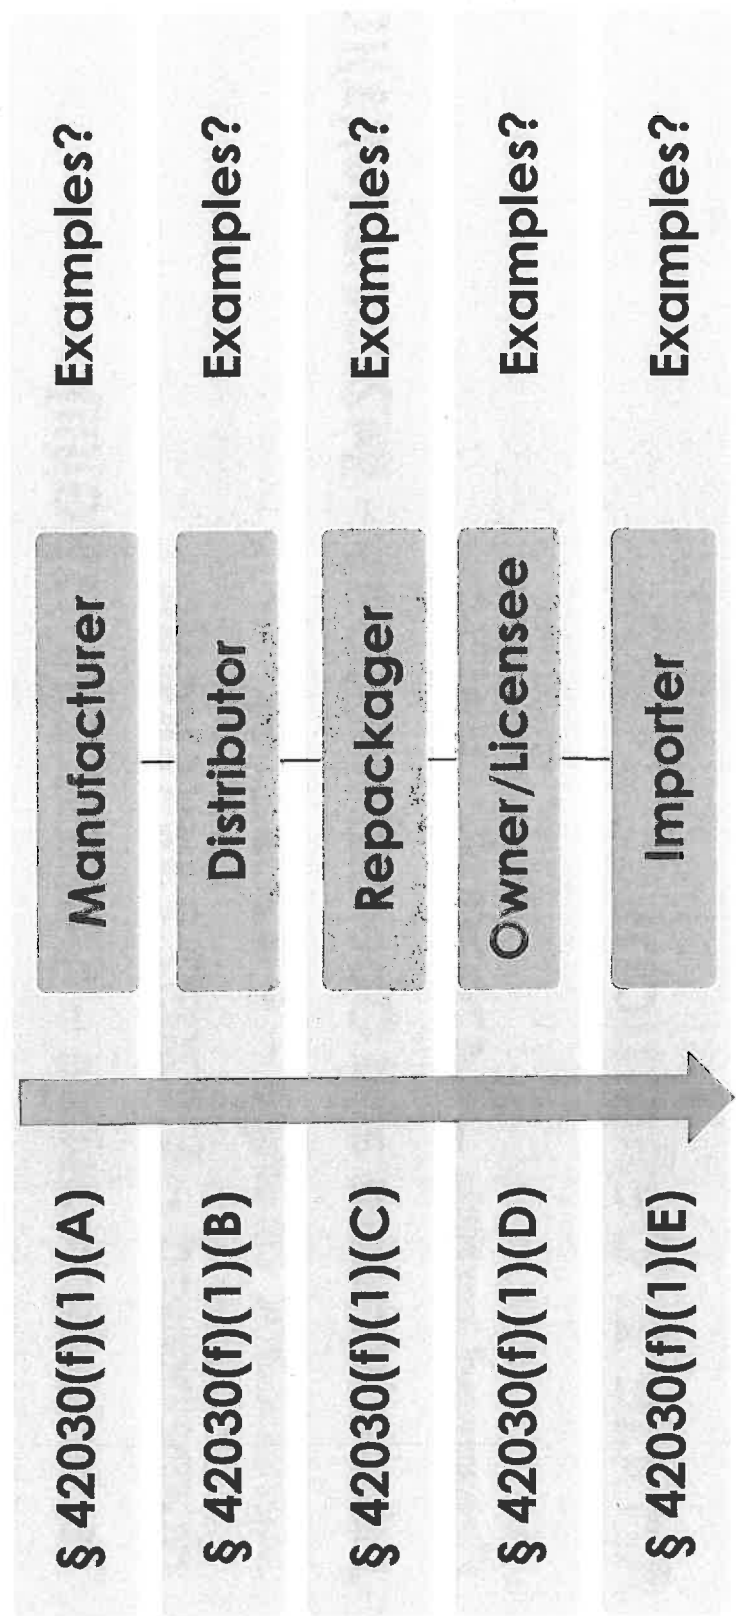 § 42030(f)(1)(A) Manufacturer Examples?
§ 42030(f)(1)(B) Distributor Examples?
§ 42030(f)(1)(C) Repackager Examples?
§ 42030(f)(1)(D) Owner/Licensee Examples?
§ 42030(f)(1)(E) Importer Examples?